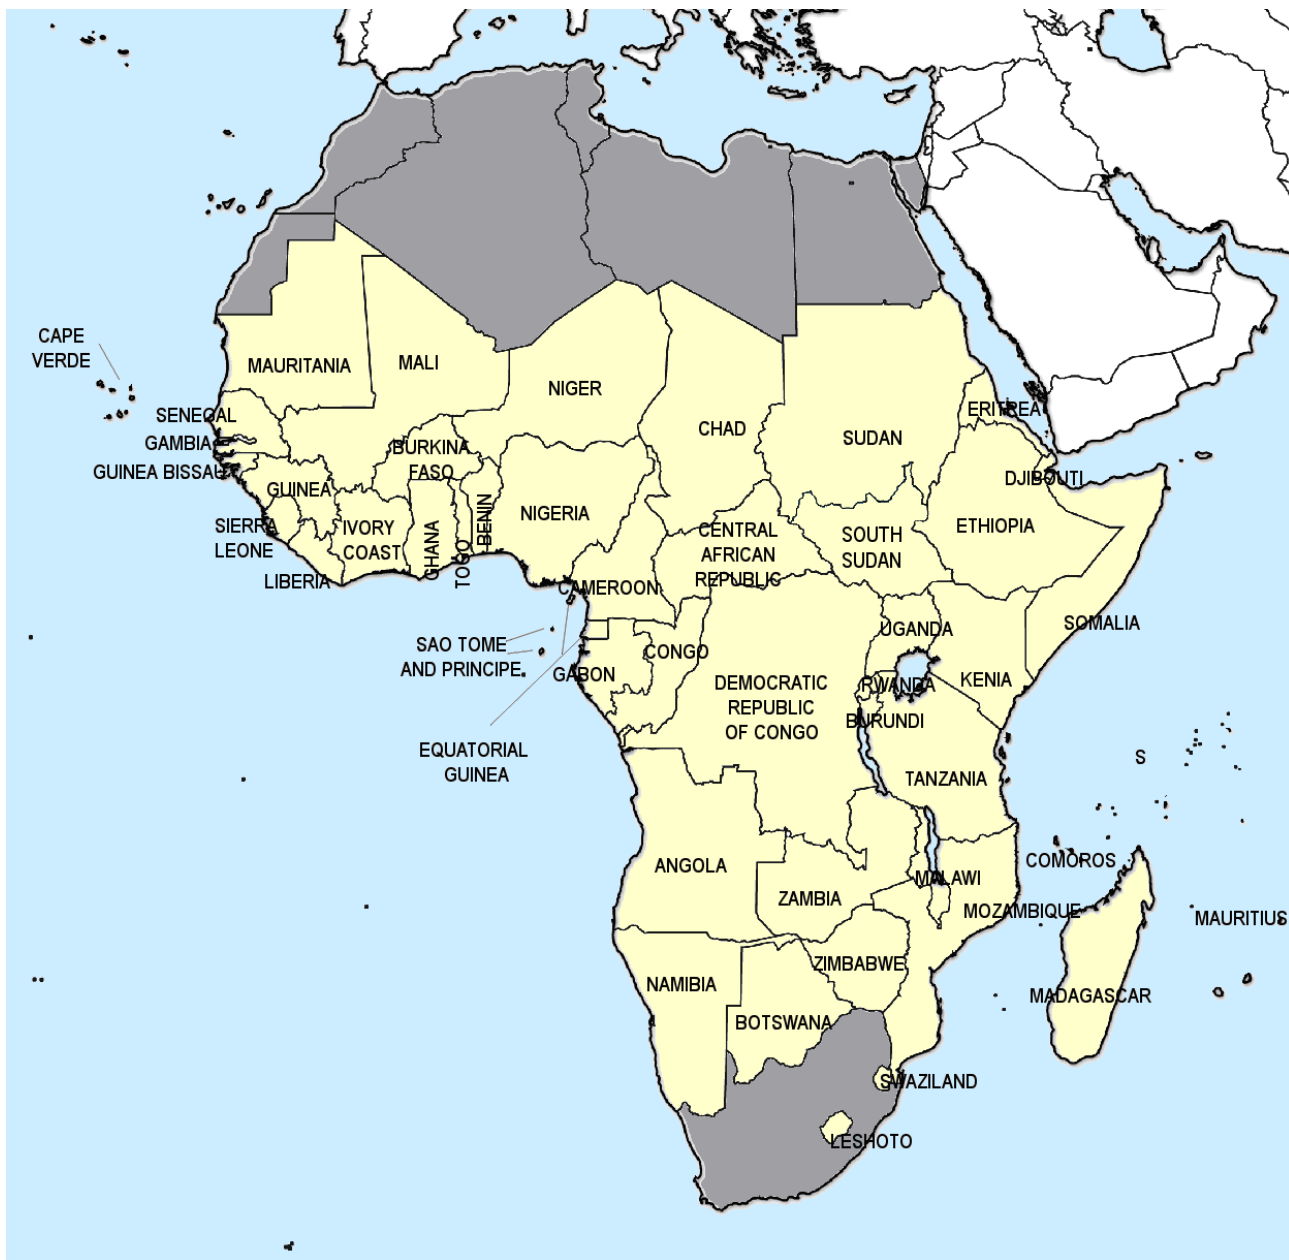 CAPE
VERDE
MAURITANIA
MALI
NIGER
CHAD
SUDAN
ERITREA
SENEGAL
GAMBIA
GUINEA BISSAU
BURKINA
FASO
DJIBOUTI
GUINEA
NIGERIA
BENIN
SIERRA
LEONE
IVORY
COAST
GHANA
TOGO
CENTRAL
AFRICAN
REPUBLIC
SOUTH
SUDAN
ETHIOPIA
LIBERIA
CAMEROON
UGANDA
SOMALIA
SAO TOME
AND PRINCIPE
GABON
CONGO
RWANDA
KENIA
DEMOCRATIC
REPUBLIC
OF CONGO
BURUNDI
EQUATORIAL
GUINEA
S
TANZANIA
ANGOLA
COMOROS
MALAWI
ZAMBIA
MOZAMBIQUE
MAURITIUS
ZIMBABWE
NAMIBIA
MADAGASCAR
BOTSWANA
SWAZILAND
LESHOTO